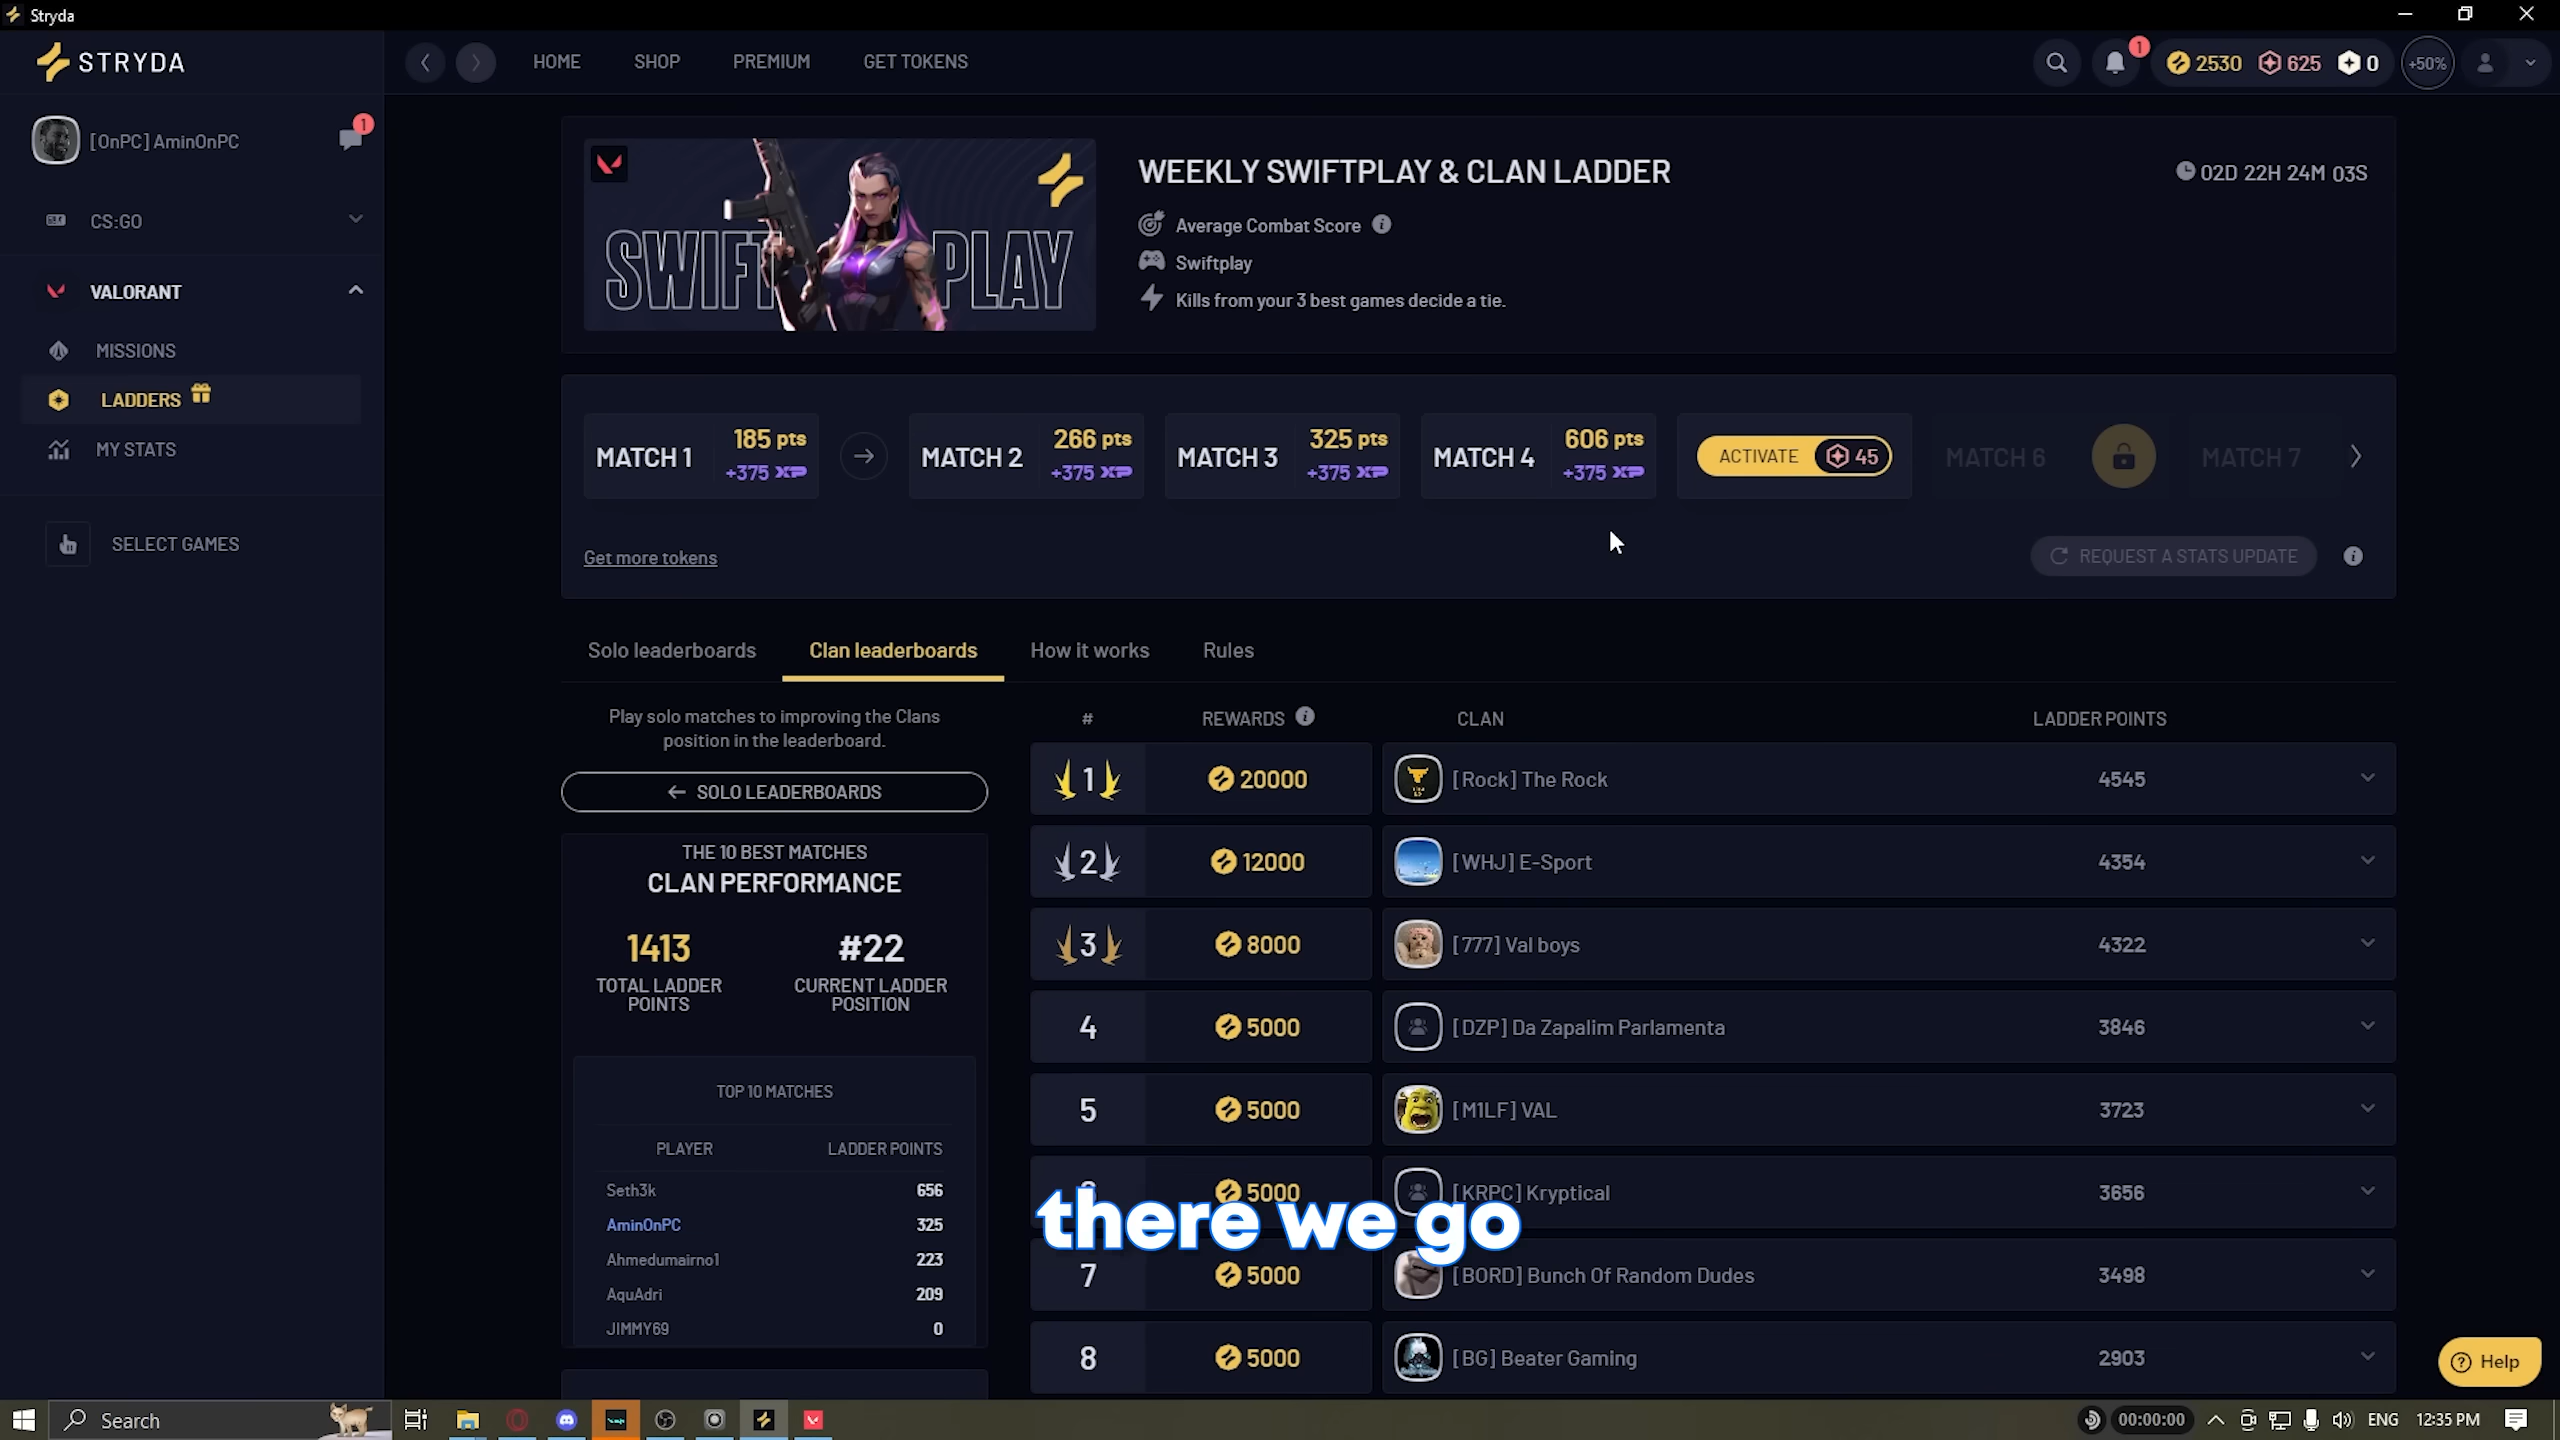 Stryda
STRYDA
HOME
SHOP
PREMIUM
GET TOKENS
1
2530
625
0
+50%
[OnPC] AminOnPC
1
CS:GO
VALORANT
MISSIONS
LADDERS
MY STATS
SELECT GAMES
SWIFT PLAY
WEEKLY SWIFTPLAY & CLAN LADDER
02D 22H 24M 03S
Average Combat Score
Swiftplay
Kills from your 3 best games decide a tie.
MATCH 1
185 pts
+375 XP
MATCH 2
266 pts
+375 XP
MATCH 3
325 pts
+375 XP
MATCH 4
606 pts
+375 XP
ACTIVATE 45
MATCH 6
MATCH 7
Get more tokens
REQUEST A STATS UPDATE
Solo leaderboards
Clan leaderboards
How it works
Rules
Play solo matches to improving the Clans
position in the leaderboard.
SOLO LEADERBOARDS
THE 10 BEST MATCHES
CLAN PERFORMANCE
1413
TOTAL LADDER
POINTS
#22
CURRENT LADDER
POSITION
TOP 10 MATCHES
PLAYER LADDER POINTS
Seth3k 656
AminOnPC 325
Ahmedumairno1 223
AquAdri 209
JIMMY69 0
# REWARDS CLAN LADDER POINTS
1 20000 [Rock] The Rock 4545
2 12000 [WHJ] E-Sport 4354
3 8000 [777] Val boys 4322
4 5000 [DZP] Da Zapalim Parlamenta 3846
5 5000 [M1LF] VAL 3723
5000 [KRPC] Kryptical 3656
there we go
7 5000 [BORD] Bunch Of Random Dudes 3498
8 5000 [BG] Beater Gaming 2903
Help
Search
00:00:00
ENG
12:35 PM